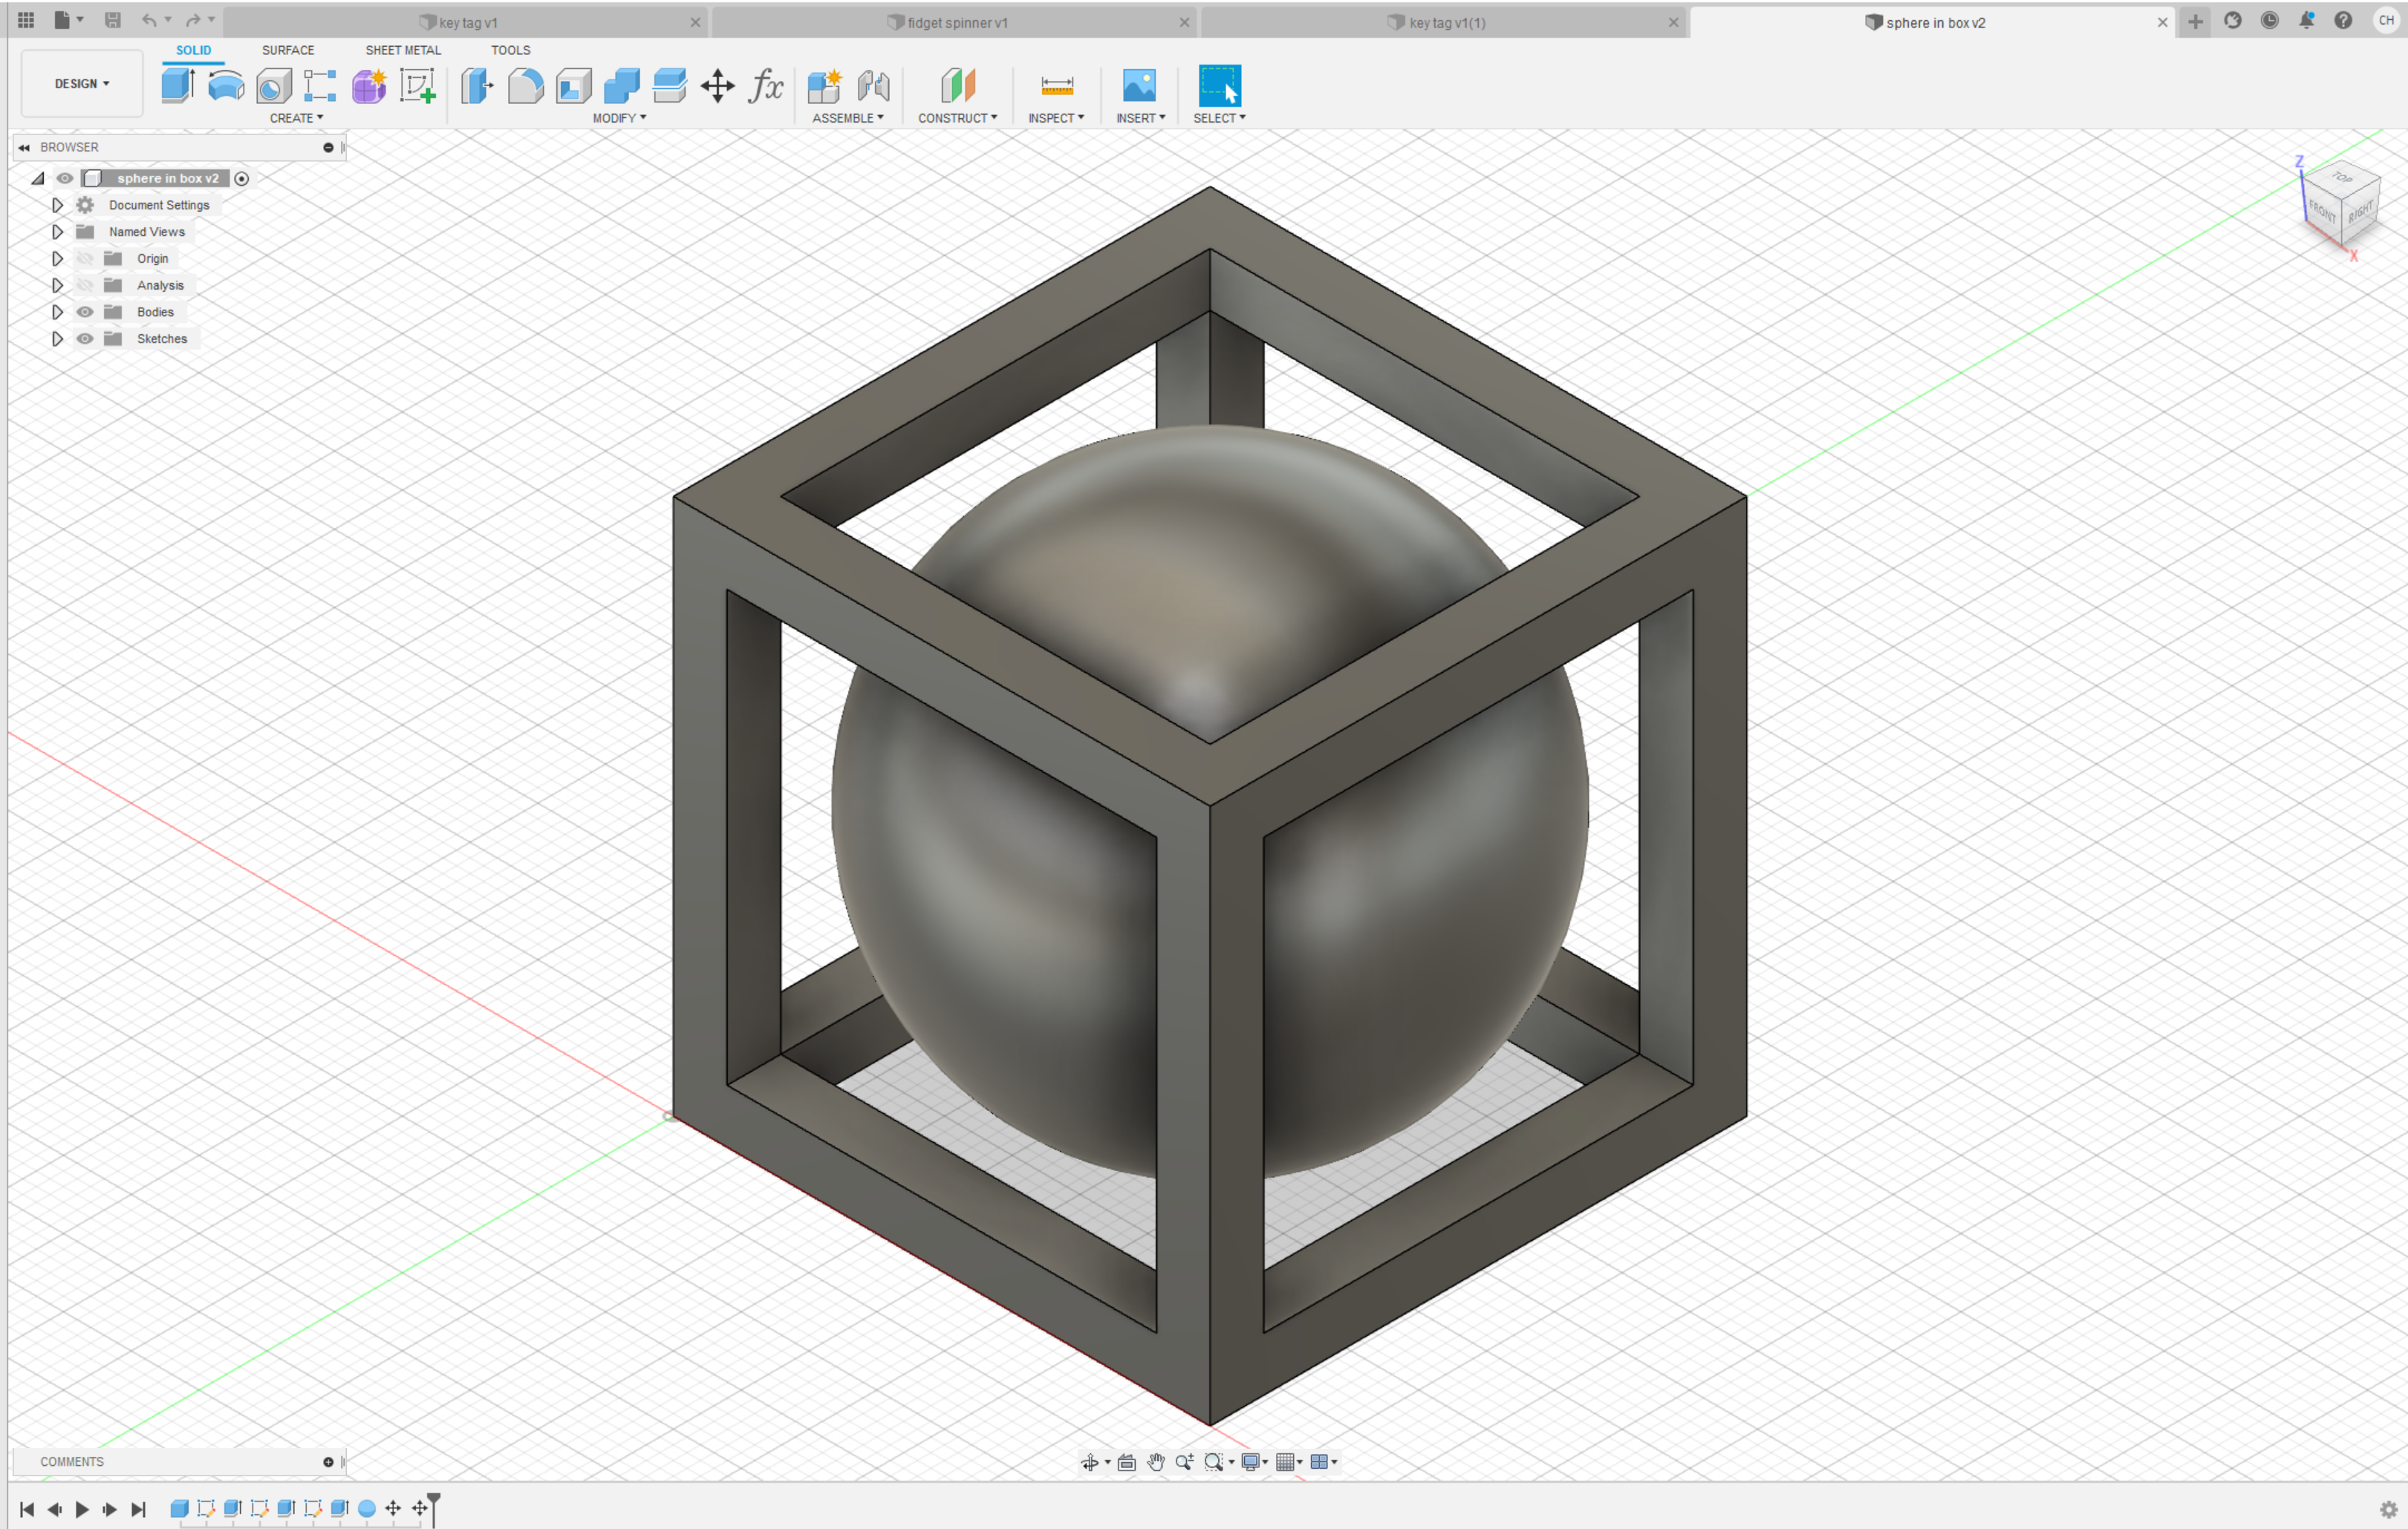 key tag v1
fidget spinner v1
key tag v1(1)
sphere in box v2
CH
SOLID
SURFACE
SHEET METAL
TOOLS
DESIGN
fx
CREATE
MODIFY
ASSEMBLE
CONSTRUCT
INSPECT
INSERT
SELECT
BROWSER
sphere in box v2
Document Settings
Named Views
Origin
Analysis
Bodies
Sketches
Z
TOP
FRONT
RIGHT
X
COMMENTS